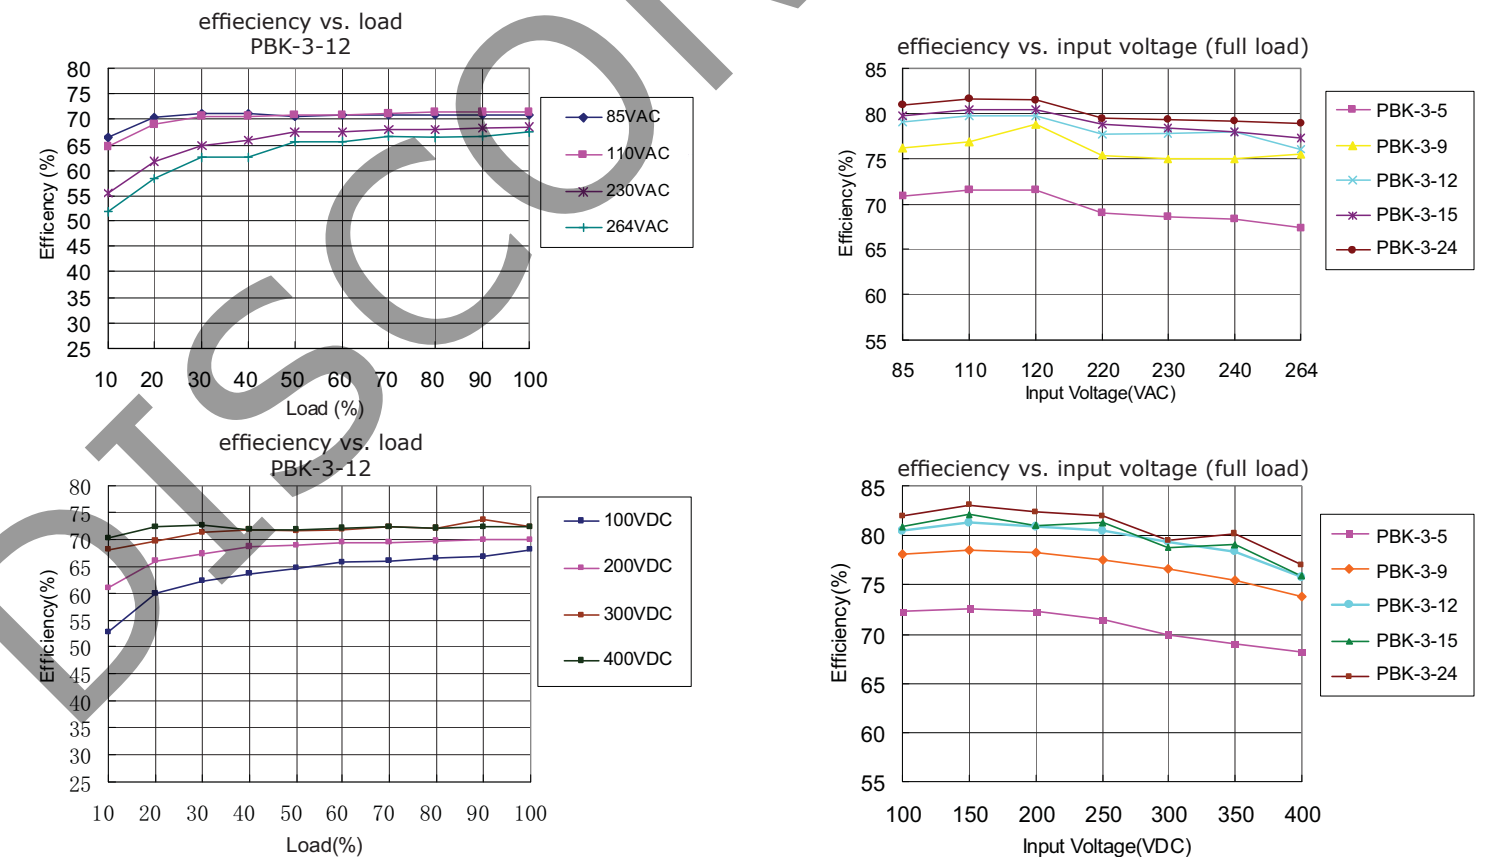 effieciency vs. load
PBK-3-12
80
75
70
65
60
55
50
45
40
35
30
25
Efficency (%)
10 20 30 40 50 60 70 80 90 100
Load (%)
85VAC
110VAC
230VAC
264VAC
effieciency vs. input voltage (full load)
85
80
75
70
65
60
55
Efficiency(%)
85 110 120 220 230 240 264
Input Voltage(VAC)
PBK-3-5
PBK-3-9
PBK-3-12
PBK-3-15
PBK-3-24
effieciency vs. load
PBK-3-12
80
75
70
65
60
55
50
45
40
35
30
25
Efficiency(%)
10 20 30 40 50 60 70 80 90 100
Load(%)
100VDC
200VDC
300VDC
400VDC
effieciency vs. input voltage (full load)
85
80
75
70
65
60
55
Efficiency(%)
100 150 200 250 300 350 400
Input Voltage(VDC)
PBK-3-5
PBK-3-9
PBK-3-12
PBK-3-15
PBK-3-24
DISCO